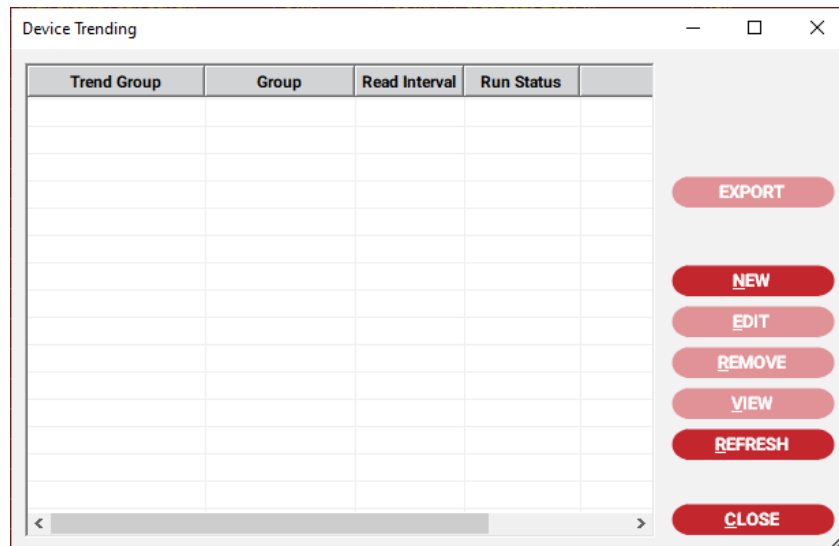 Device Trending
Trend Group Group Read Interval Run Status
EXPORT
NEW
EDIT
REMOVE
VIEW
REFRESH
CLOSE